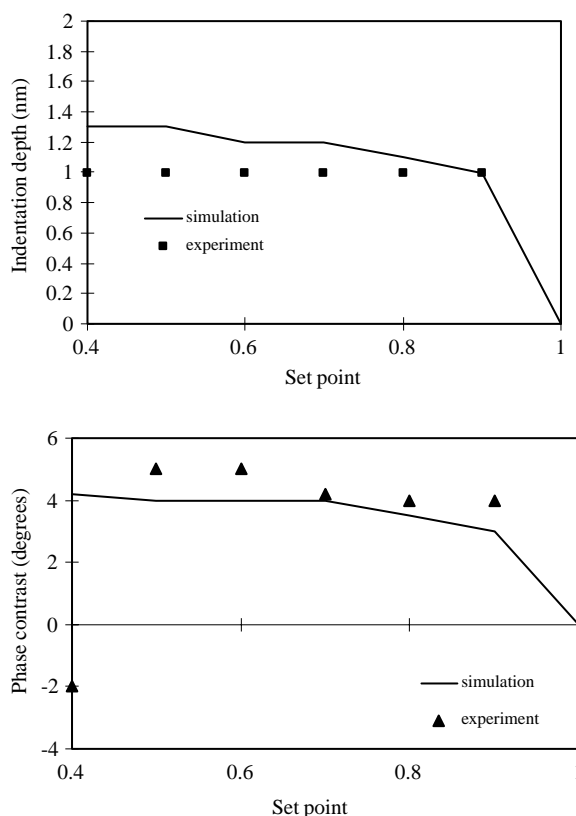 2
1.8
1.6
1.4
1.2
1
0.8
0.6
0.4
0.2
0
Indentation depth (nm)
simulation
experiment
0.4 0.6 0.8 1
Set point
6
4
2
0
-2
-4
Phase contrast (degrees)
simulation
experiment
0.4 0.6 0.8
Set point